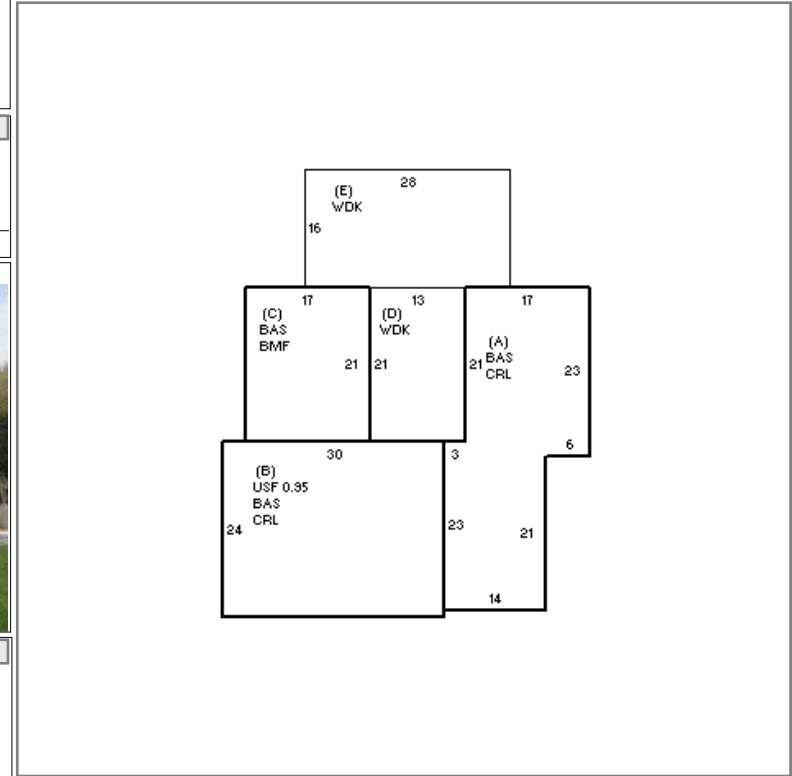 28
(E)
WDK
16
17
13
17
(C)
BAS
BMF
(D)
WDK
(A)
BAS
CRL
21
21
21
23
6
30
3
(B)
USF 0.95
BAS
CRL
24
23
21
14